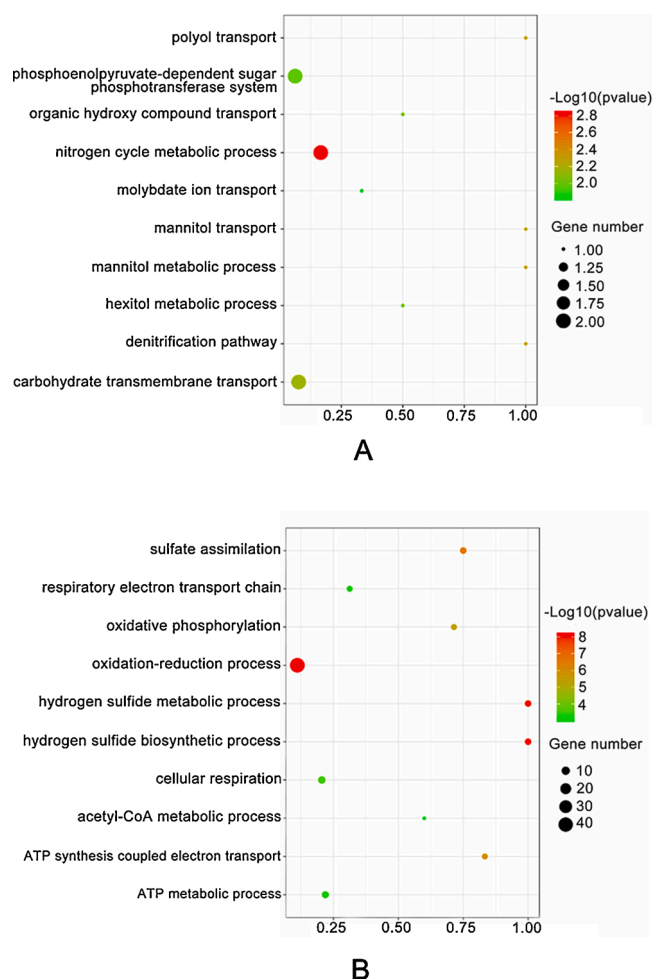 polyol transport
phosphoenolpyruvate-dependent sugar
phosphotransferase system
organic hydroxy compound transport
nitrogen cycle metabolic process
molybdate ion transport
mannitol transport
mannitol metabolic process
hexitol metabolic process
denitrification pathway
carbohydrate transmembrane transport
0.25 0.50 0.75 1.00
-Log10(pvalue)
2.8
2.6
2.4
2.2
2.0
Gene number
1.00
1.25
1.50
1.75
2.00
A
sulfate assimilation
respiratory electron transport chain
oxidative phosphorylation
oxidation-reduction process
hydrogen sulfide metabolic process
hydrogen sulfide biosynthetic process
cellular respiration
acetyl-CoA metabolic process
ATP synthesis coupled electron transport
ATP metabolic process
0.25 0.50 0.75 1.00
-Log10(pvalue)
8
7
6
5
4
Gene number
10
20
30
40
B